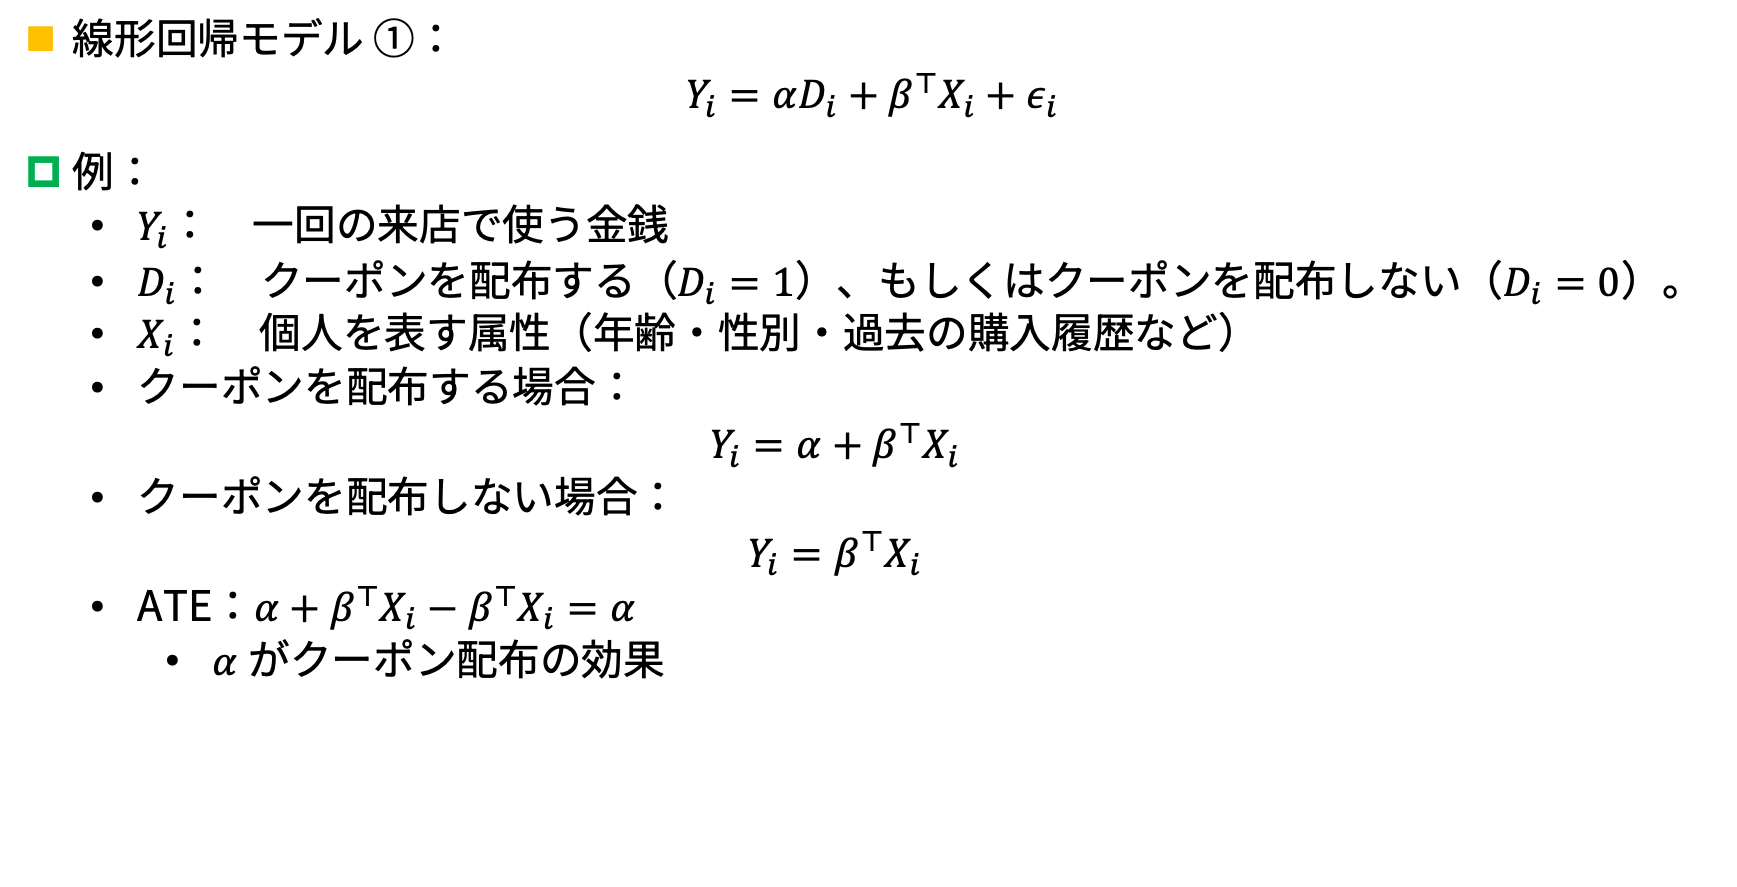 線形回帰モデル ①：
Yᵢ = αDᵢ + β⊤Xᵢ + ϵᵢ
例：
• Yᵢ： 一回の来店で使う金銭
• Dᵢ： クーポンを配布する（Dᵢ = 1）、もしくはクーポンを配布しない（Dᵢ = 0）。
• Xᵢ： 個人を表す属性（年齢・性別・過去の購入履歴など）
• クーポンを配布する場合：
Yᵢ = α + β⊤Xᵢ
• クーポンを配布しない場合：
Yᵢ = β⊤Xᵢ
• ATE：α + β⊤Xᵢ − β⊤Xᵢ = α
• α がクーポン配布の効果